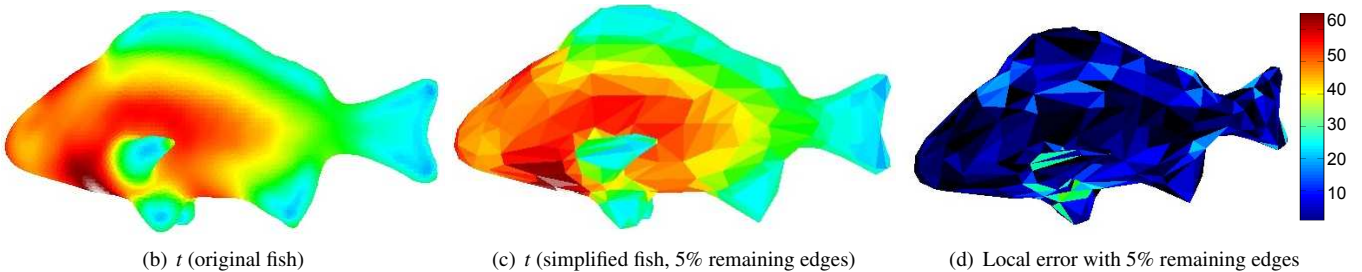 60
50
40
30
20
10
(b) t (original fish)
(c) t (simplified fish, 5% remaining edges)
(d) Local error with 5% remaining edges